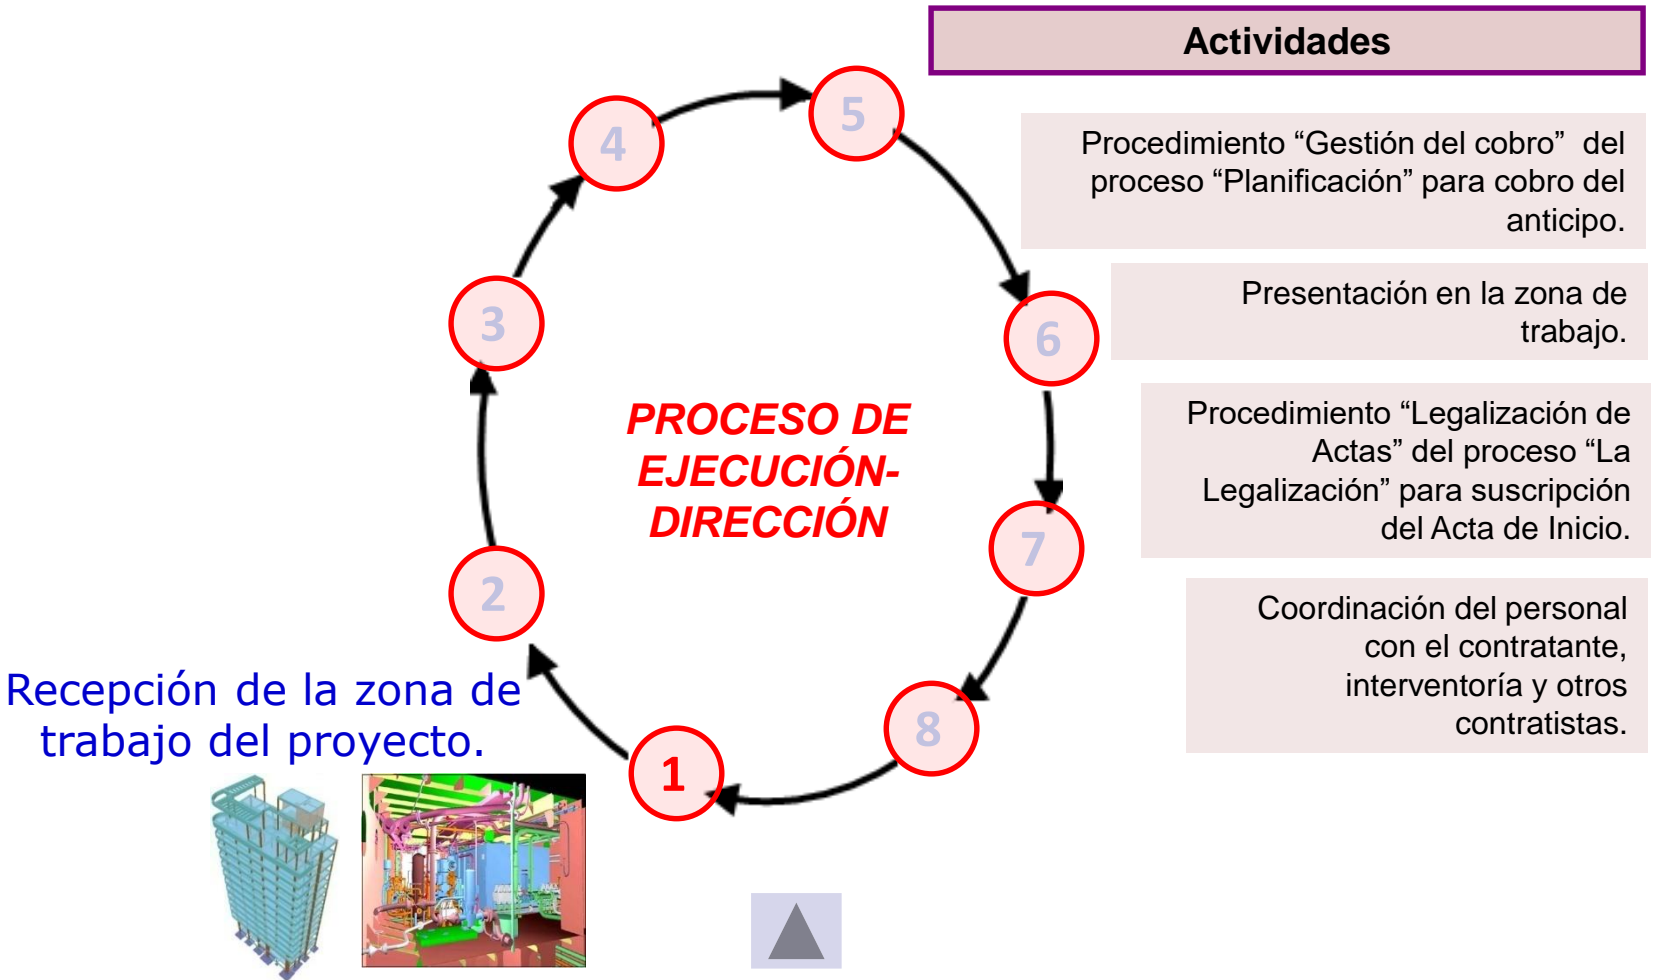 Actividades
Procedimiento “Gestión del cobro” del
proceso “Planificación” para cobro del
anticipo.
Presentación en la zona de
trabajo.
Procedimiento “Legalización de
Actas” del proceso “La
Legalización” para suscripción
del Acta de Inicio.
Coordinación del personal
con el contratante,
interventoría y otros
contratistas.
5
4
3
6
PROCESO DE
EJECUCIÓN-
DIRECCIÓN
7
2
8
1
Recepción de la zona de
trabajo del proyecto.